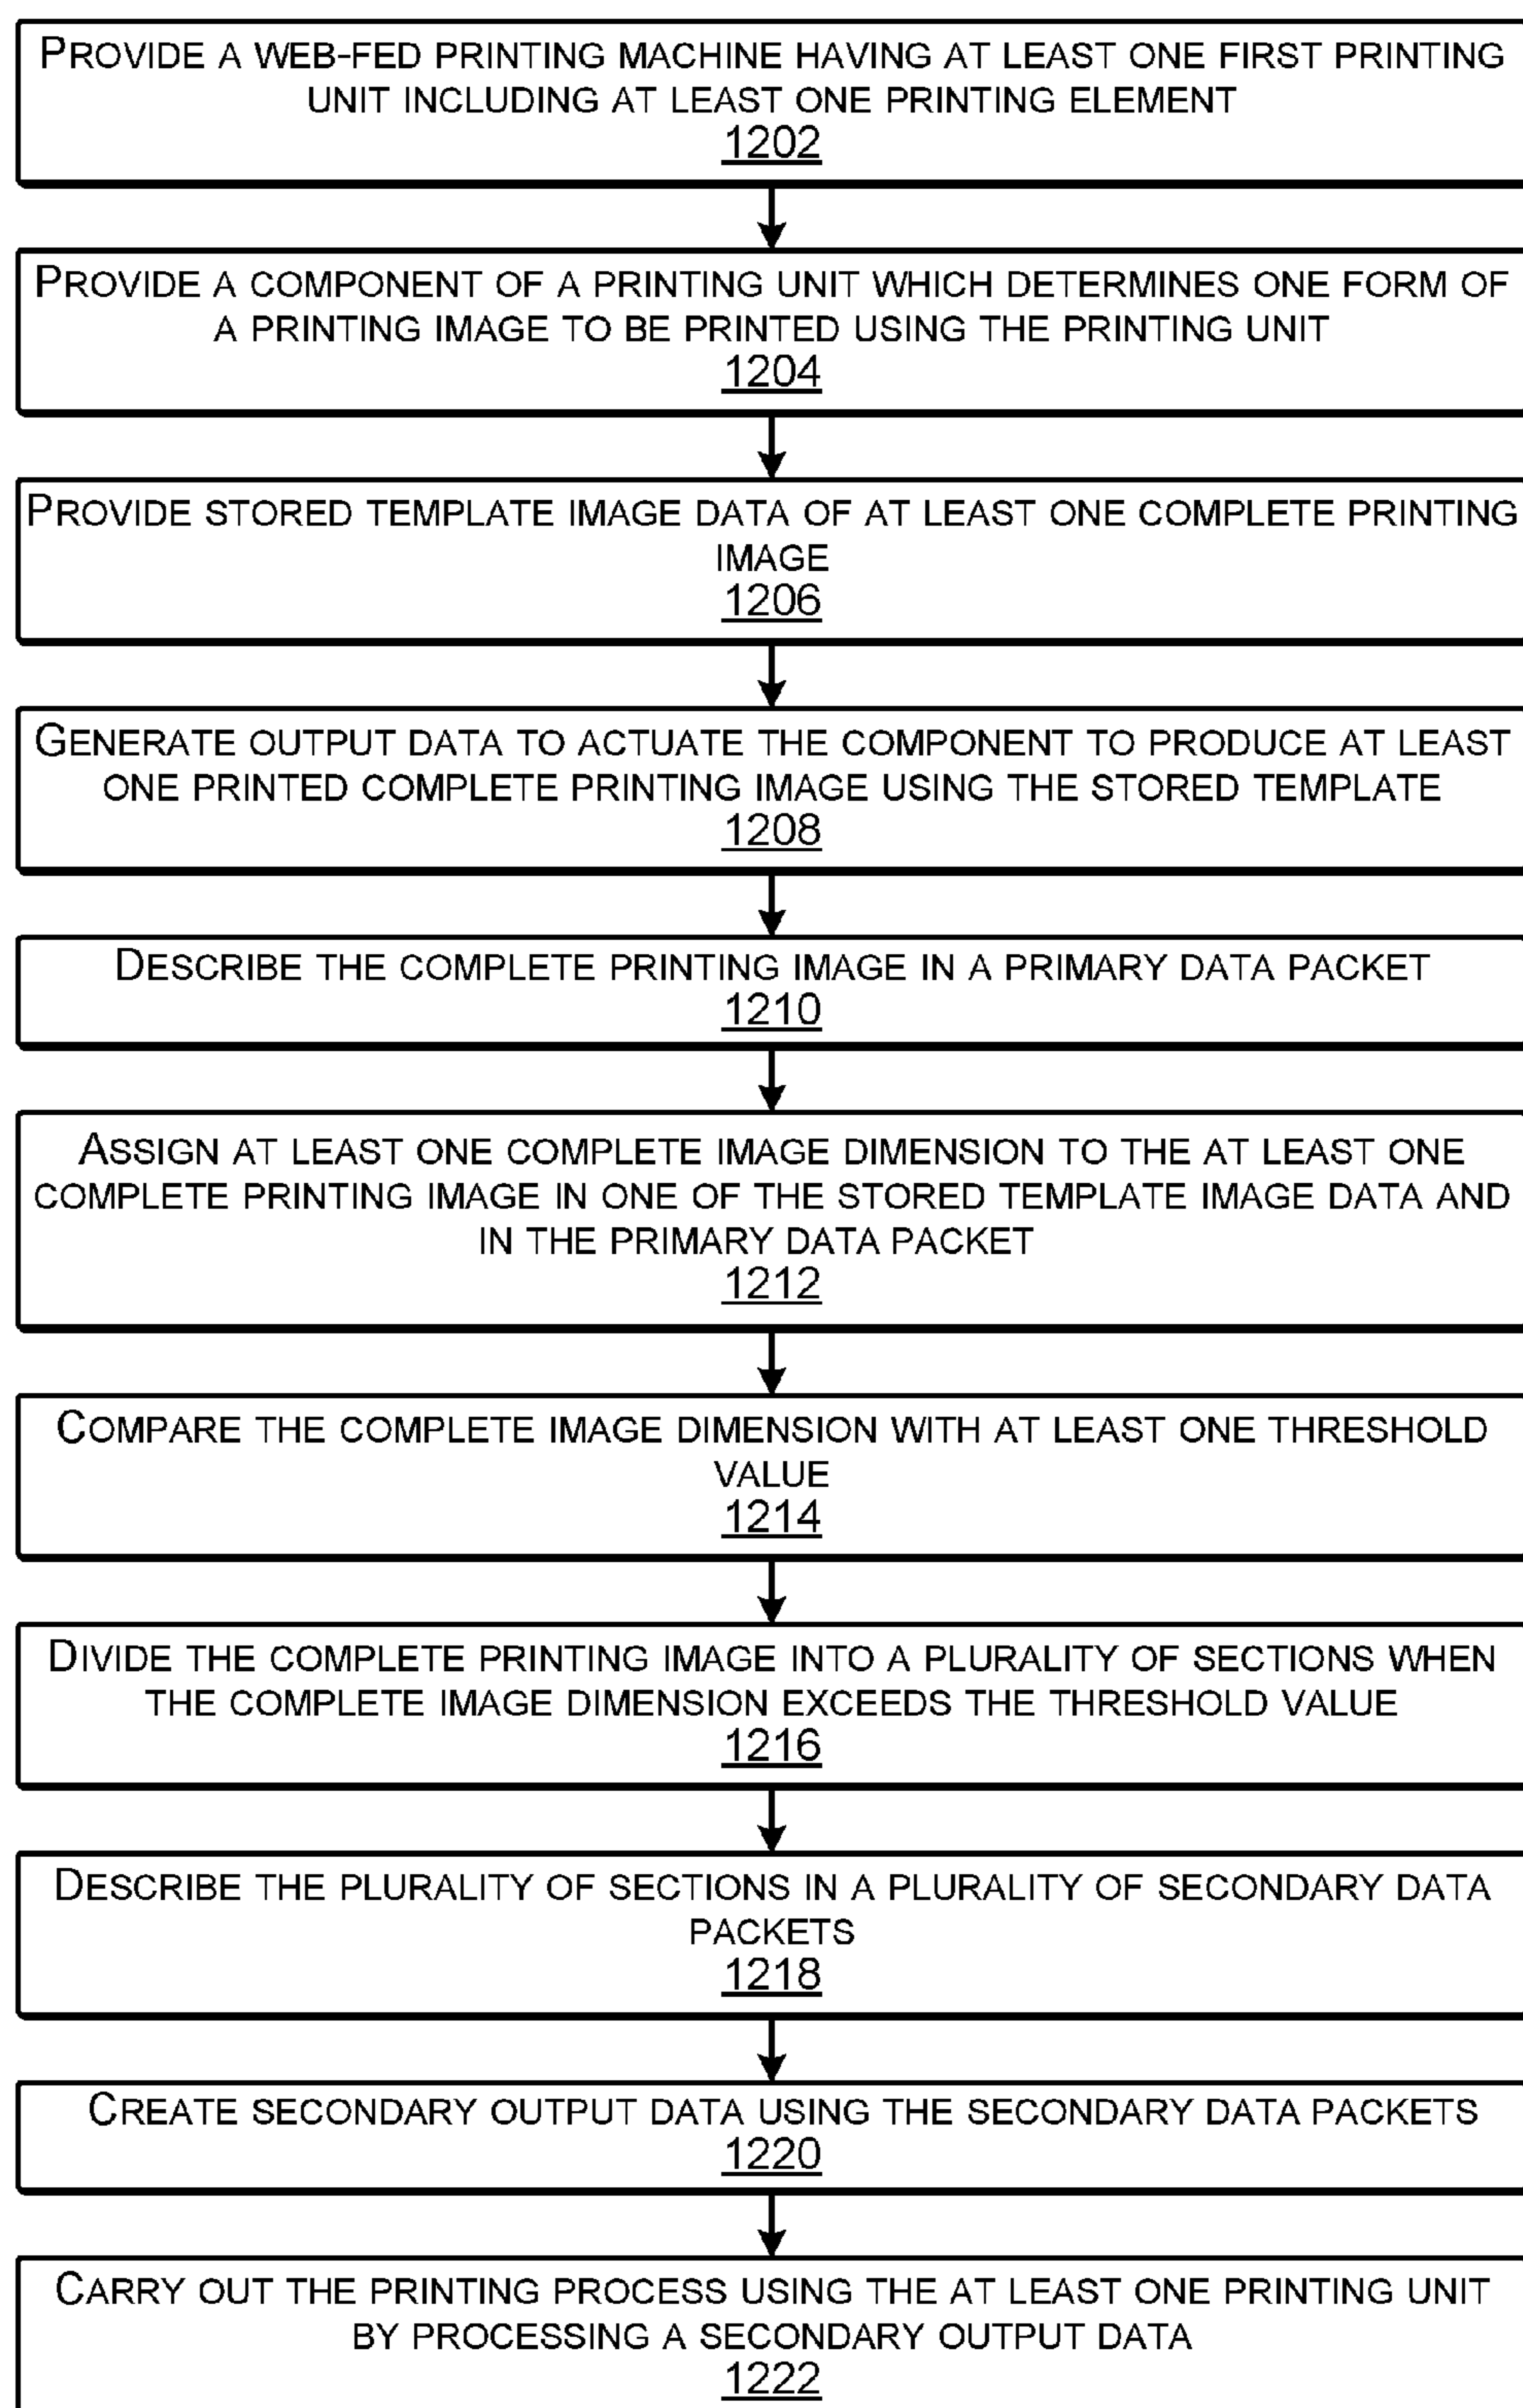 PROVIDE A WEB-FED PRINTING MACHINE HAVING AT LEAST ONE FIRST PRINTING
UNIT INCLUDING AT LEAST ONE PRINTING ELEMENT
1202
PROVIDE A COMPONENT OF A PRINTING UNIT WHICH DETERMINES ONE FORM OF
A PRINTING IMAGE TO BE PRINTED USING THE PRINTING UNIT
1204
PROVIDE STORED TEMPLATE IMAGE DATA OF AT LEAST ONE COMPLETE PRINTING
IMAGE
1206
GENERATE OUTPUT DATA TO ACTUATE THE COMPONENT TO PRODUCE AT LEAST
ONE PRINTED COMPLETE PRINTING IMAGE USING THE STORED TEMPLATE
1208
DESCRIBE THE COMPLETE PRINTING IMAGE IN A PRIMARY DATA PACKET
1210
ASSIGN AT LEAST ONE COMPLETE IMAGE DIMENSION TO THE AT LEAST ONE
COMPLETE PRINTING IMAGE IN ONE OF THE STORED TEMPLATE IMAGE DATA AND
IN THE PRIMARY DATA PACKET
1212
COMPARE THE COMPLETE IMAGE DIMENSION WITH AT LEAST ONE THRESHOLD
VALUE
1214
DIVIDE THE COMPLETE PRINTING IMAGE INTO A PLURALITY OF SECTIONS WHEN
THE COMPLETE IMAGE DIMENSION EXCEEDS THE THRESHOLD VALUE
1216
DESCRIBE THE PLURALITY OF SECTIONS IN A PLURALITY OF SECONDARY DATA
PACKETS
1218
CREATE SECONDARY OUTPUT DATA USING THE SECONDARY DATA PACKETS
1220
CARRY OUT THE PRINTING PROCESS USING THE AT LEAST ONE PRINTING UNIT
BY PROCESSING A SECONDARY OUTPUT DATA
1222